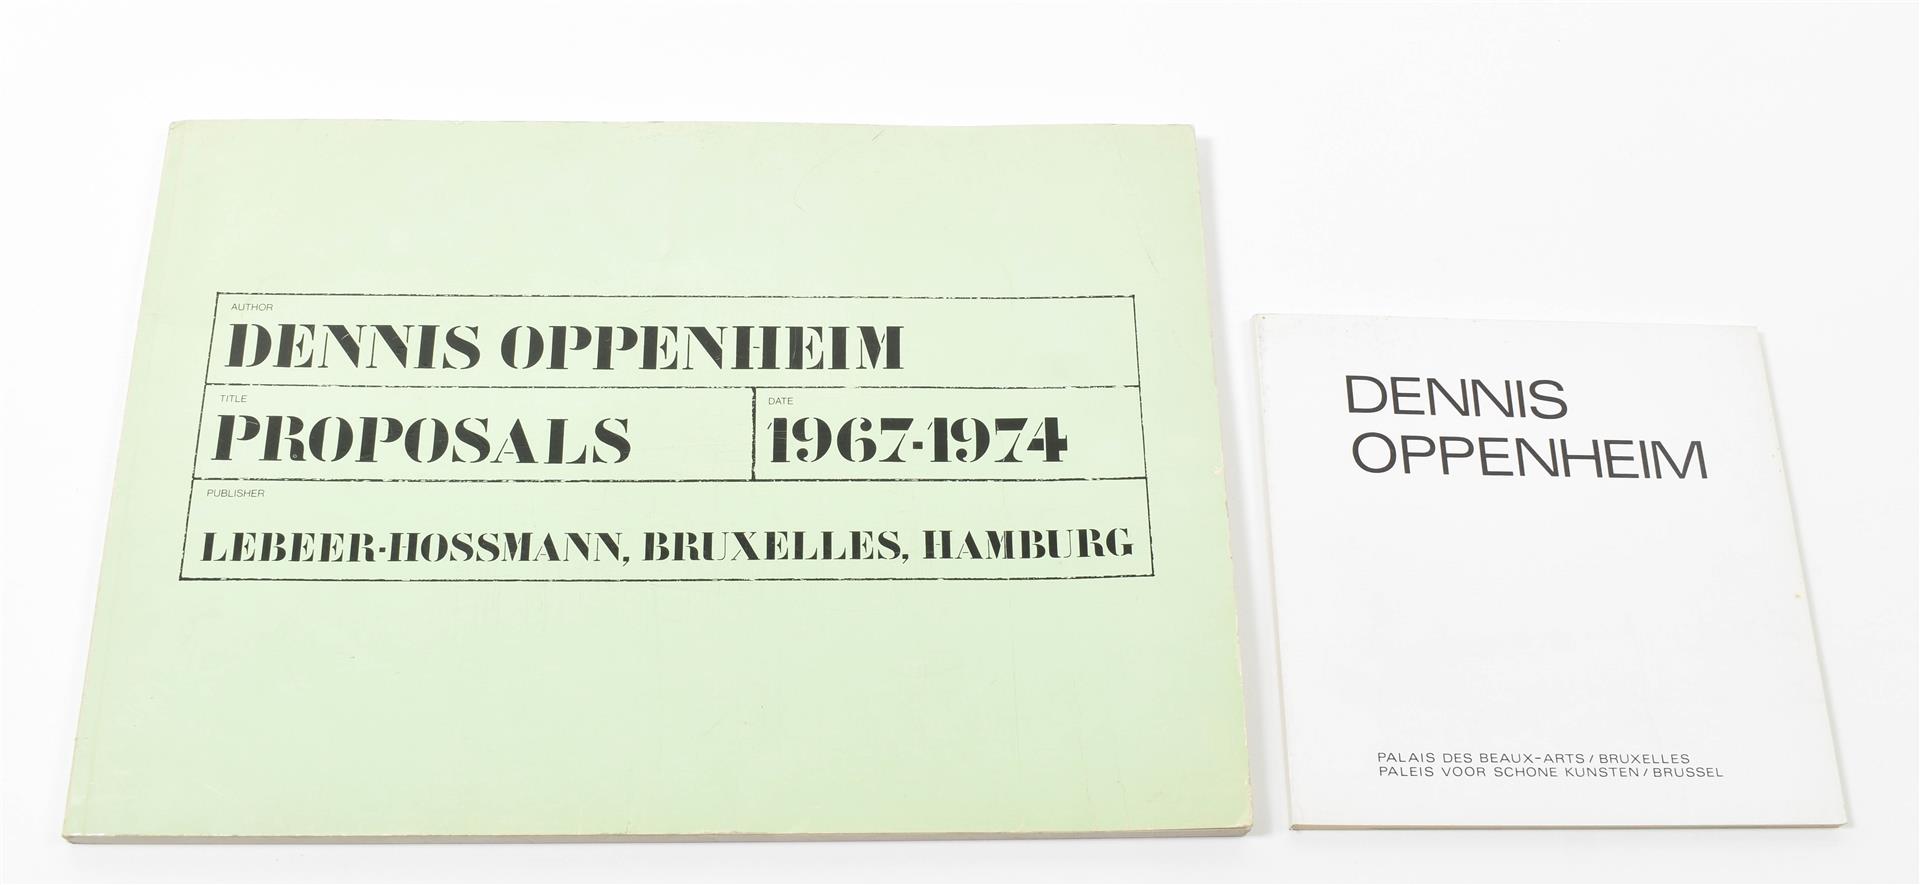 AUTHOR
DENNIS OPPENHEIM
TITLE
PROPOSALS
DATE
1967-1974
PUBLISHER
LEBEER-HOSSMANN, BRUXELLES, HAMBURG
DENNIS
OPPENHEIM
PALAIS DES BEAUX-ARTS / BRUXELLES
PALEIS VOOR SCHONE KUNSTEN / BRUSSEL